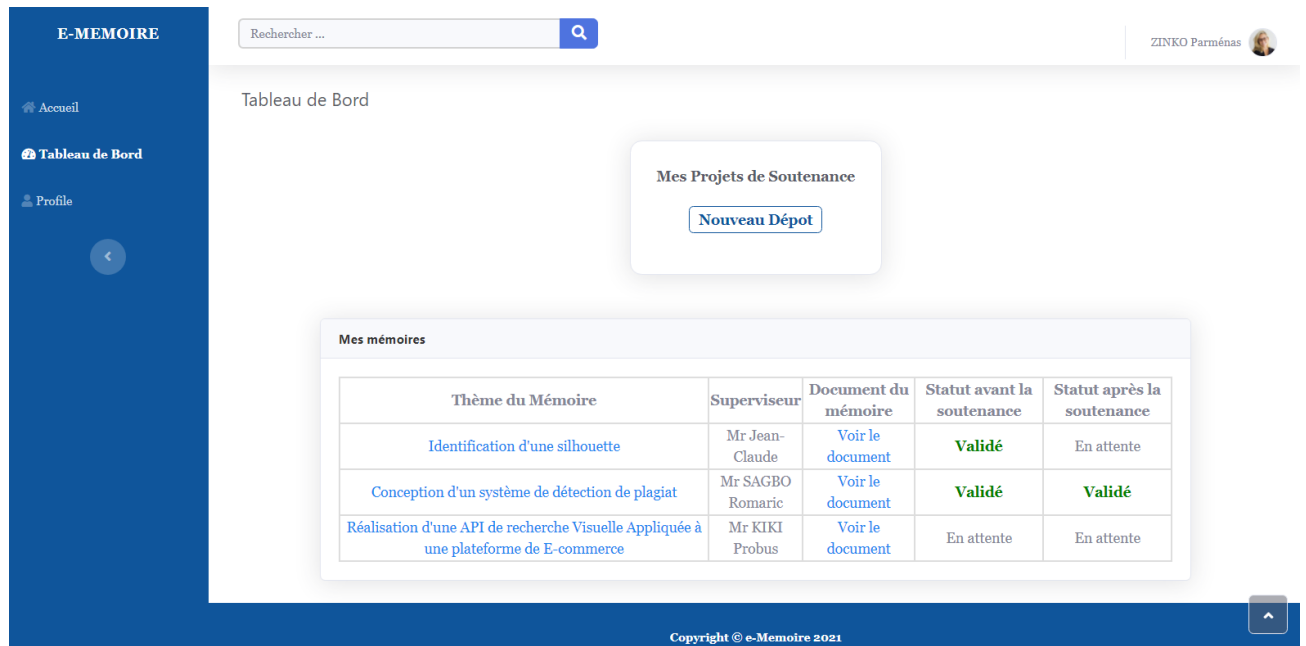 E-MEMOIRE
Rechercher ...
ZINKO Parménas
Accueil
Tableau de Bord
Profile
Tableau de Bord
Mes Projets de Soutenance
Nouveau Dépot
Mes mémoires
Thème du Mémoire
Superviseur
Document du
mémoire
Statut avant la
soutenance
Statut après la
soutenance
Identification d'une silhouette
Mr Jean-
Claude
Voir le
document
Validé
En attente
Conception d'un système de détection de plagiat
Mr SAGBO
Romaric
Voir le
document
Validé
Validé
Réalisation d'une API de recherche Visuelle Appliquée à
une plateforme de E-commerce
Mr KIKI
Probus
Voir le
document
En attente
En attente
Copyright © e-Memoire 2021